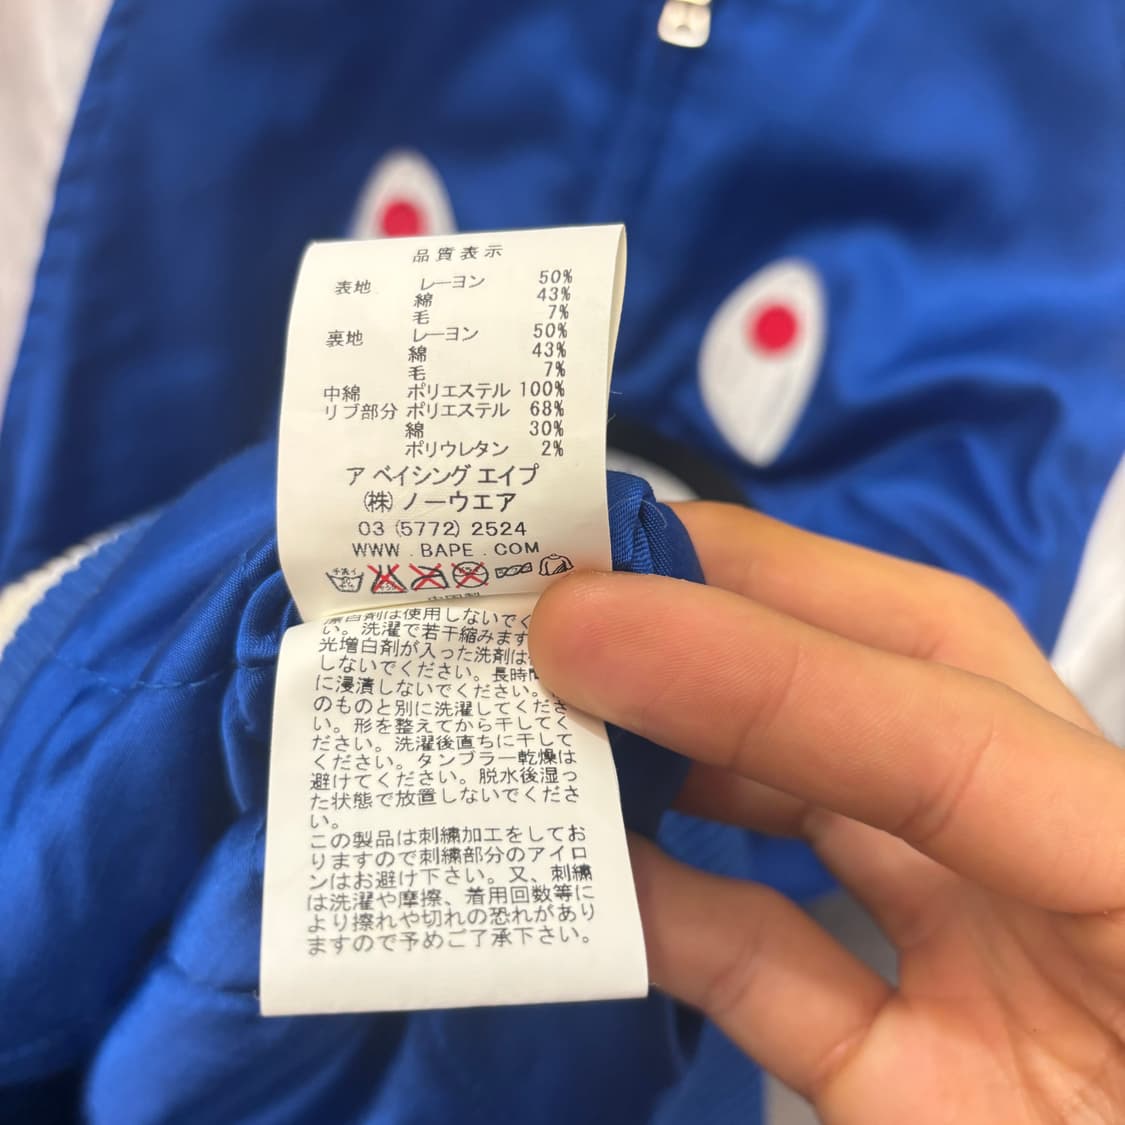 品質表示
表地 レーヨン 50%
綿 43%
毛 7%
裏地 レーヨン 50%
綿 43%
毛 7%
中綿 ポリエステル 100%
リブ部分 ポリエステル 68%
綿 30%
ポリウレタン 2%
ア ベイシング エイプ
(株) ノーウエア
03 (5772) 2524
WWW.BAPE.COM
中国製
漂白剤は使用しないでく
い。洗濯で若干縮みます
光増白剤が入った洗剤は
しないでください。長時間
に浸漬しないでください。
のものと別に洗濯してくださ
い。形を整えてから干してく
ださい。洗濯後直ちに干して
ください。タンブラー乾燥は
避けてください。脱水後湿っ
た状態で放置しないでくださ
い。
この製品は刺繍加工をしてお
りますので刺繍部分のアイロ
ンはお避け下さい。又、刺繍
は洗濯や摩擦、着用回数等に
より擦れや切れの恐れがあり
ますので予めご了承下さい。